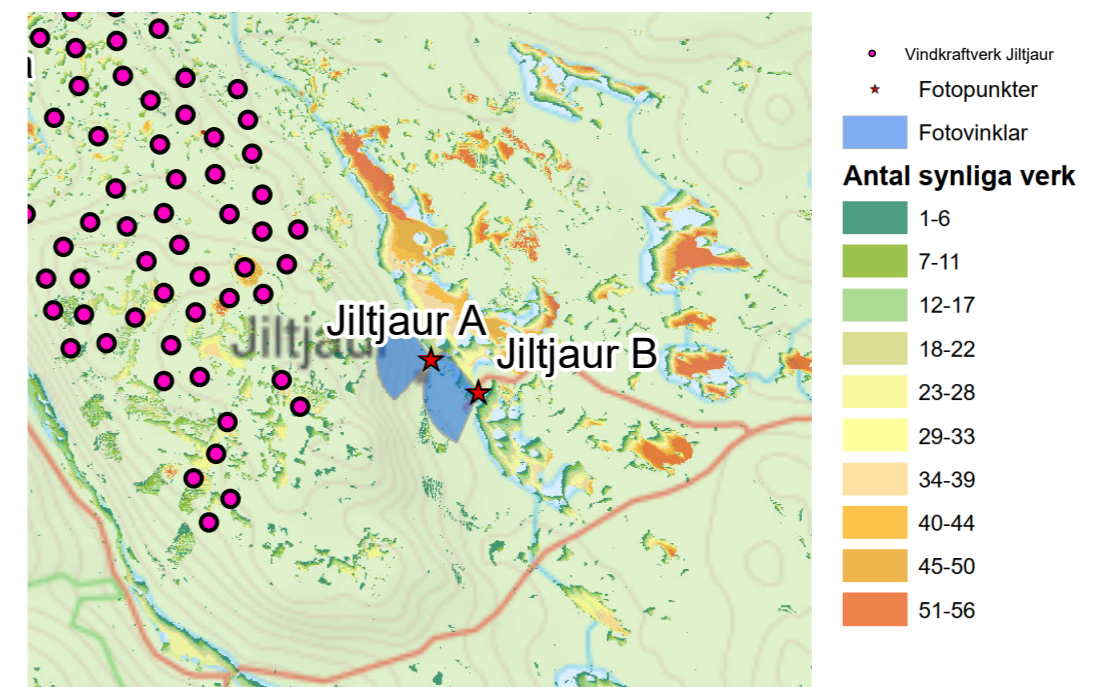 Jiltjaur
Jiltjaur A
Jiltjaur B
Vindkraftverk Jiltjaur
Fotopunkter
Fotovinklar
Antal synliga verk
1-6
7-11
12-17
18-22
23-28
29-33
34-39
40-44
45-50
51-56